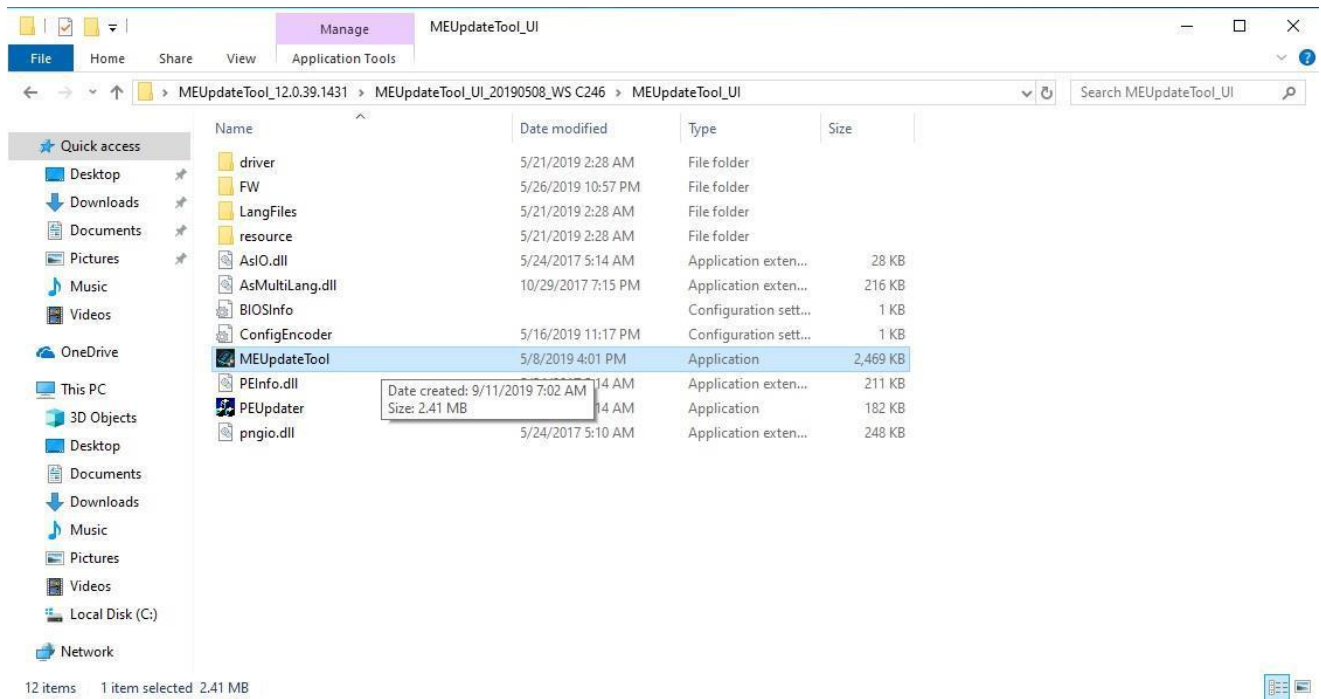 Manage MEUpdateTool_UI
File Home Share View Application Tools
MEUpdateTool_12.0.39.1431 > MEUpdateTool_UI_20190508_WS C246 > MEUpdateTool_UI Search MEUpdateTool_UI
Name Date modified Type Size
Quick access
Desktop
Downloads
Documents
Pictures
Music
Videos
OneDrive
This PC
3D Objects
Desktop
Documents
Downloads
Music
Pictures
Videos
Local Disk (C:)
Network
driver 5/21/2019 2:28 AM File folder
FW 5/26/2019 10:57 PM File folder
LangFiles 5/21/2019 2:28 AM File folder
resource 5/21/2019 2:28 AM File folder
AsIO.dll 5/24/2017 5:14 AM Application exten... 28 KB
AsMultiLang.dll 10/29/2017 7:15 PM Application exten... 216 KB
BIOSInfo Configuration sett... 1 KB
ConfigEncoder 5/16/2019 11:17 PM Configuration sett... 1 KB
MEUpdateTool 5/8/2019 4:01 PM Application 2,469 KB
PEInfo.dll 14 AM Application exten... 211 KB
Date created: 9/11/2019 7:02 AM
Size: 2.41 MB
PEUpdater 14 AM Application 182 KB
pngio.dll 5/24/2017 5:10 AM Application exten... 248 KB
12 items 1 item selected 2.41 MB